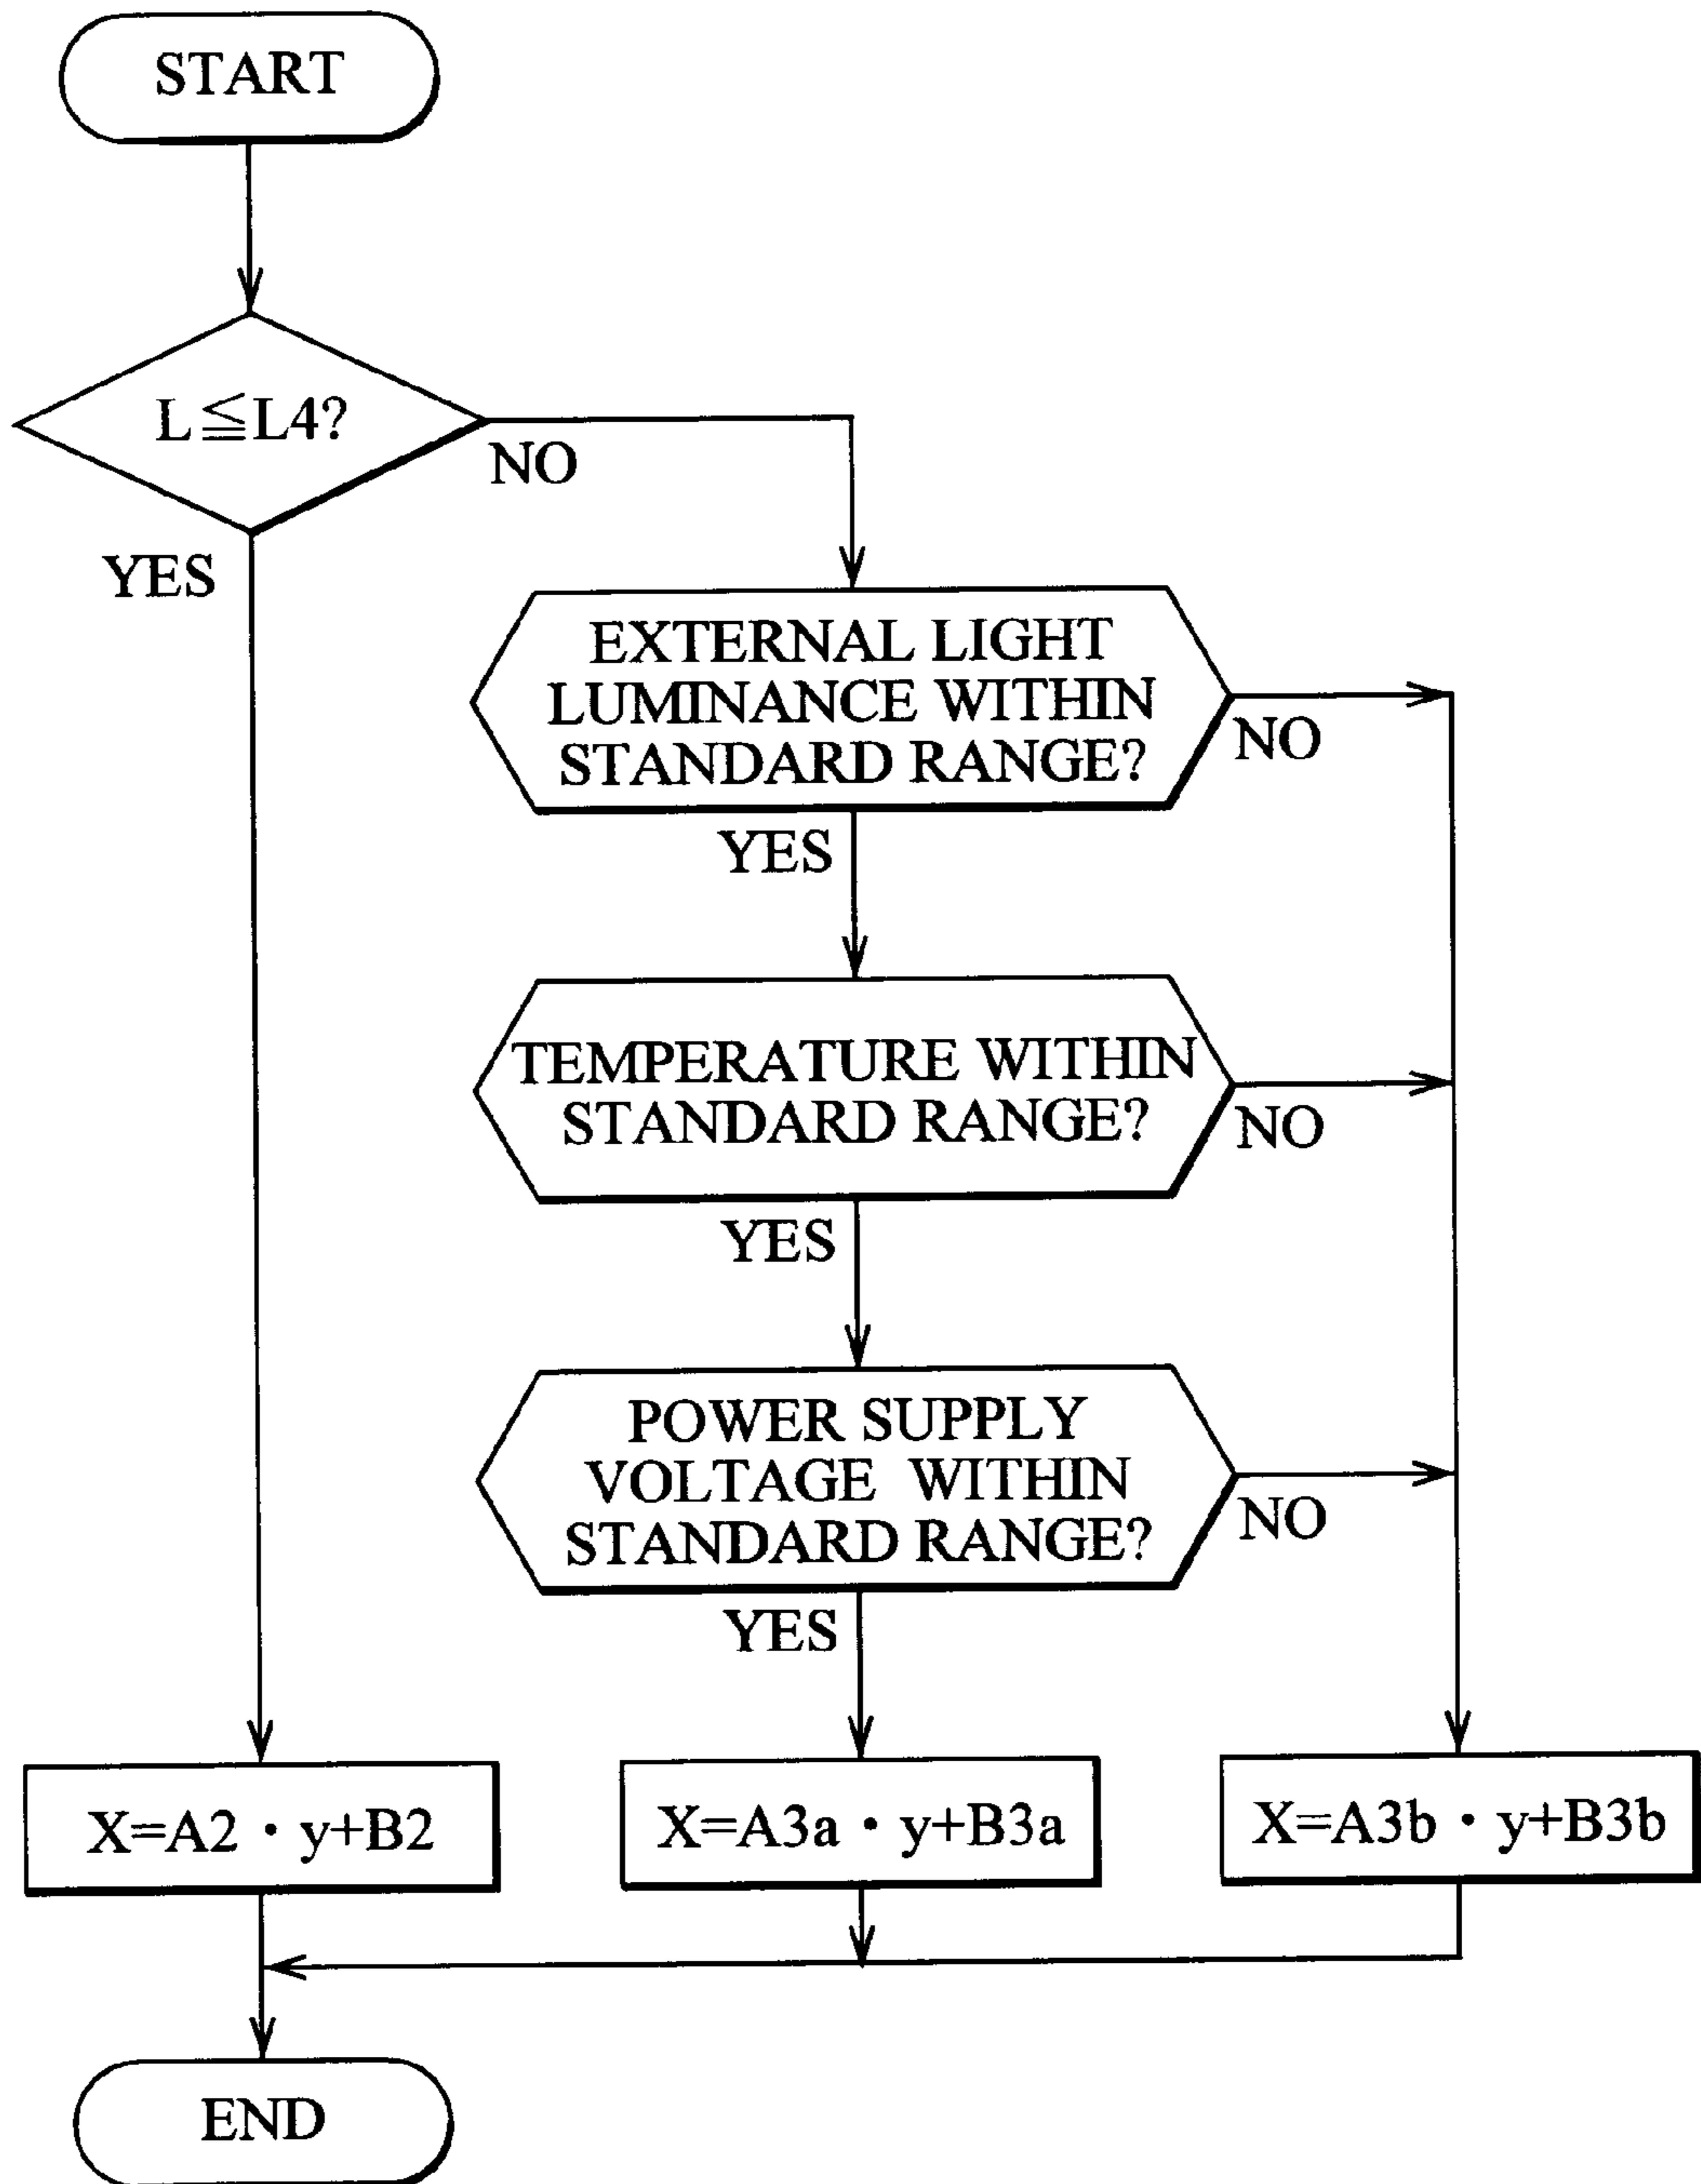 START
L≦L4?
NO
YES
EXTERNAL LIGHT
LUMINANCE WITHIN
STANDARD RANGE?
NO
YES
TEMPERATURE WITHIN
STANDARD RANGE?
NO
YES
POWER SUPPLY
VOLTAGE WITHIN
STANDARD RANGE?
NO
YES
X=A2・y+B2
X=A3a・y+B3a
X=A3b・y+B3b
END